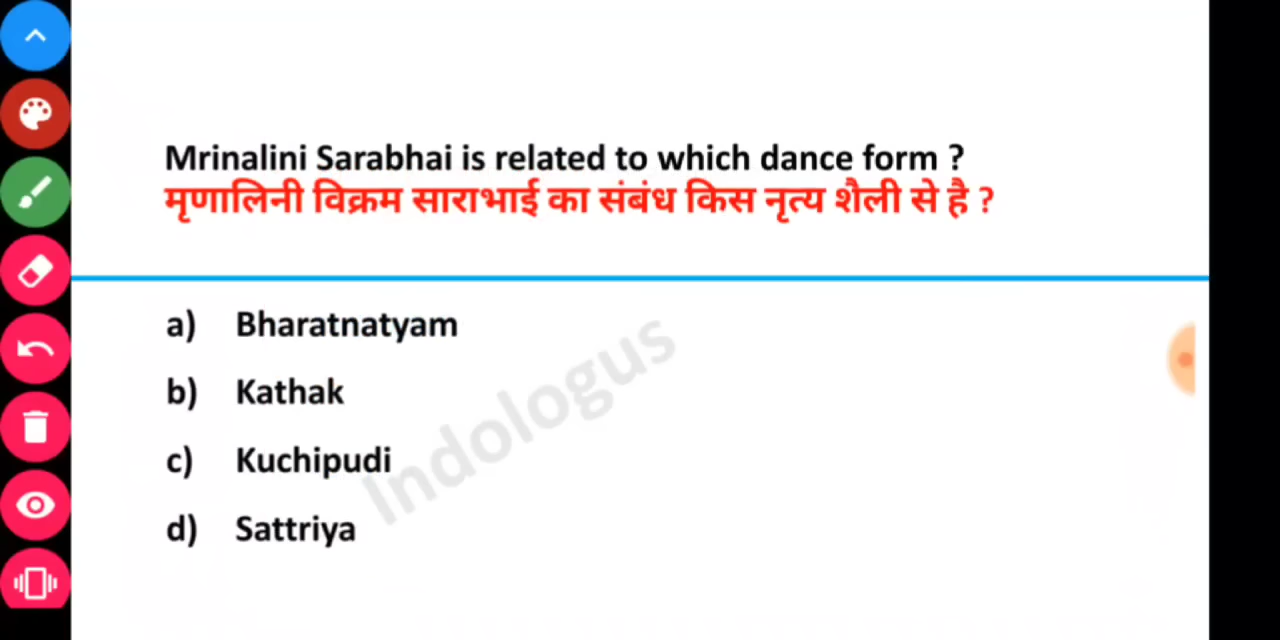 Mrinalini Sarabhai is related to which dance form ?
मृणालिनी विक्रम साराभाई का संबंध किस नृत्य शैली से है ?
a) Bharatnatyam
b) Kathak
c) Kuchipudi
d) Sattriya
Indologus